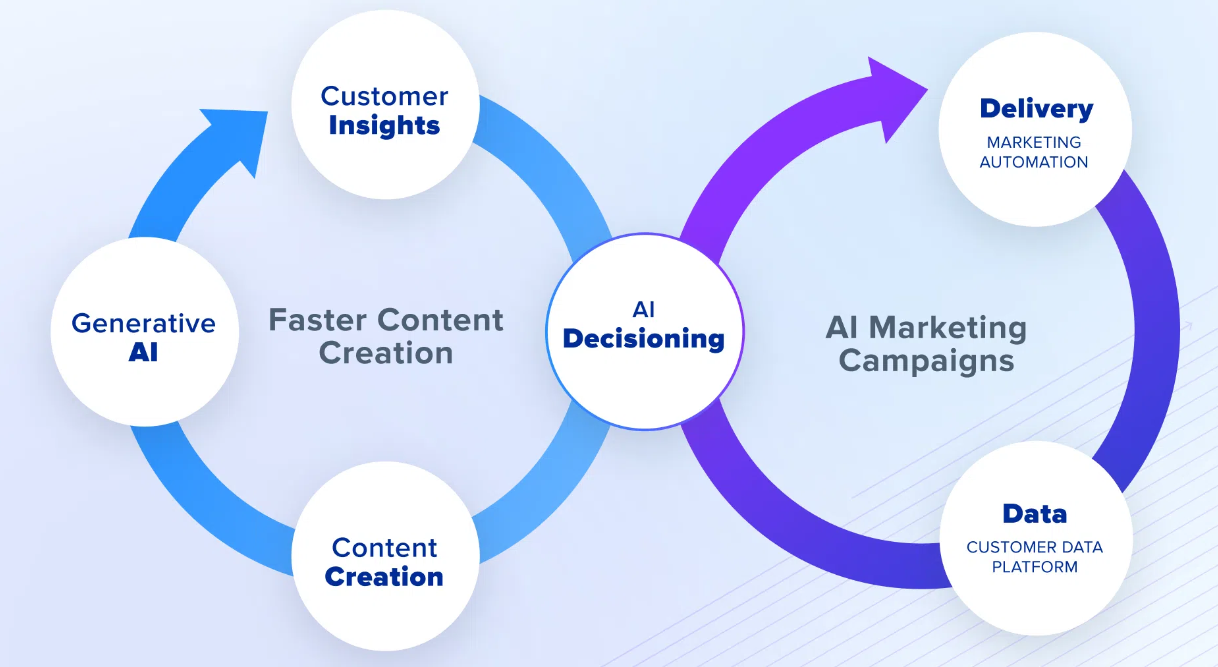 Customer
Insights
Generative
AI
Faster Content
Creation
Content
Creation
AI
Decisioning
AI Marketing
Campaigns
Delivery
MARKETING
AUTOMATION
Data
CUSTOMER DATA
PLATFORM